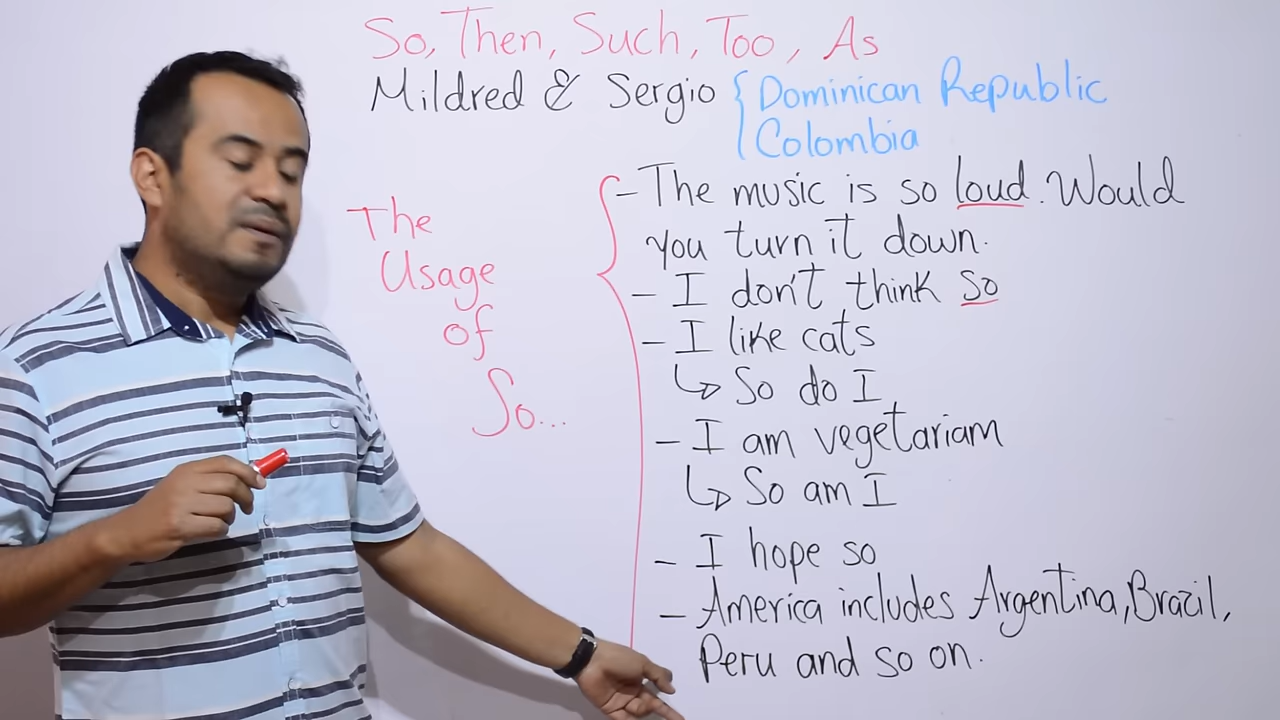 So, Then, Such, Too, As
Mildred & Sergio { Dominican Republic
Colombia
The
Usage
of
So...
- The music is so loud. Would
you turn it down.
- I don't think so
- I like cats
↳ So do I
- I am vegetariam
↳ So am I
- I hope so
- America includes Argentina, Brazil,
Peru and so on.